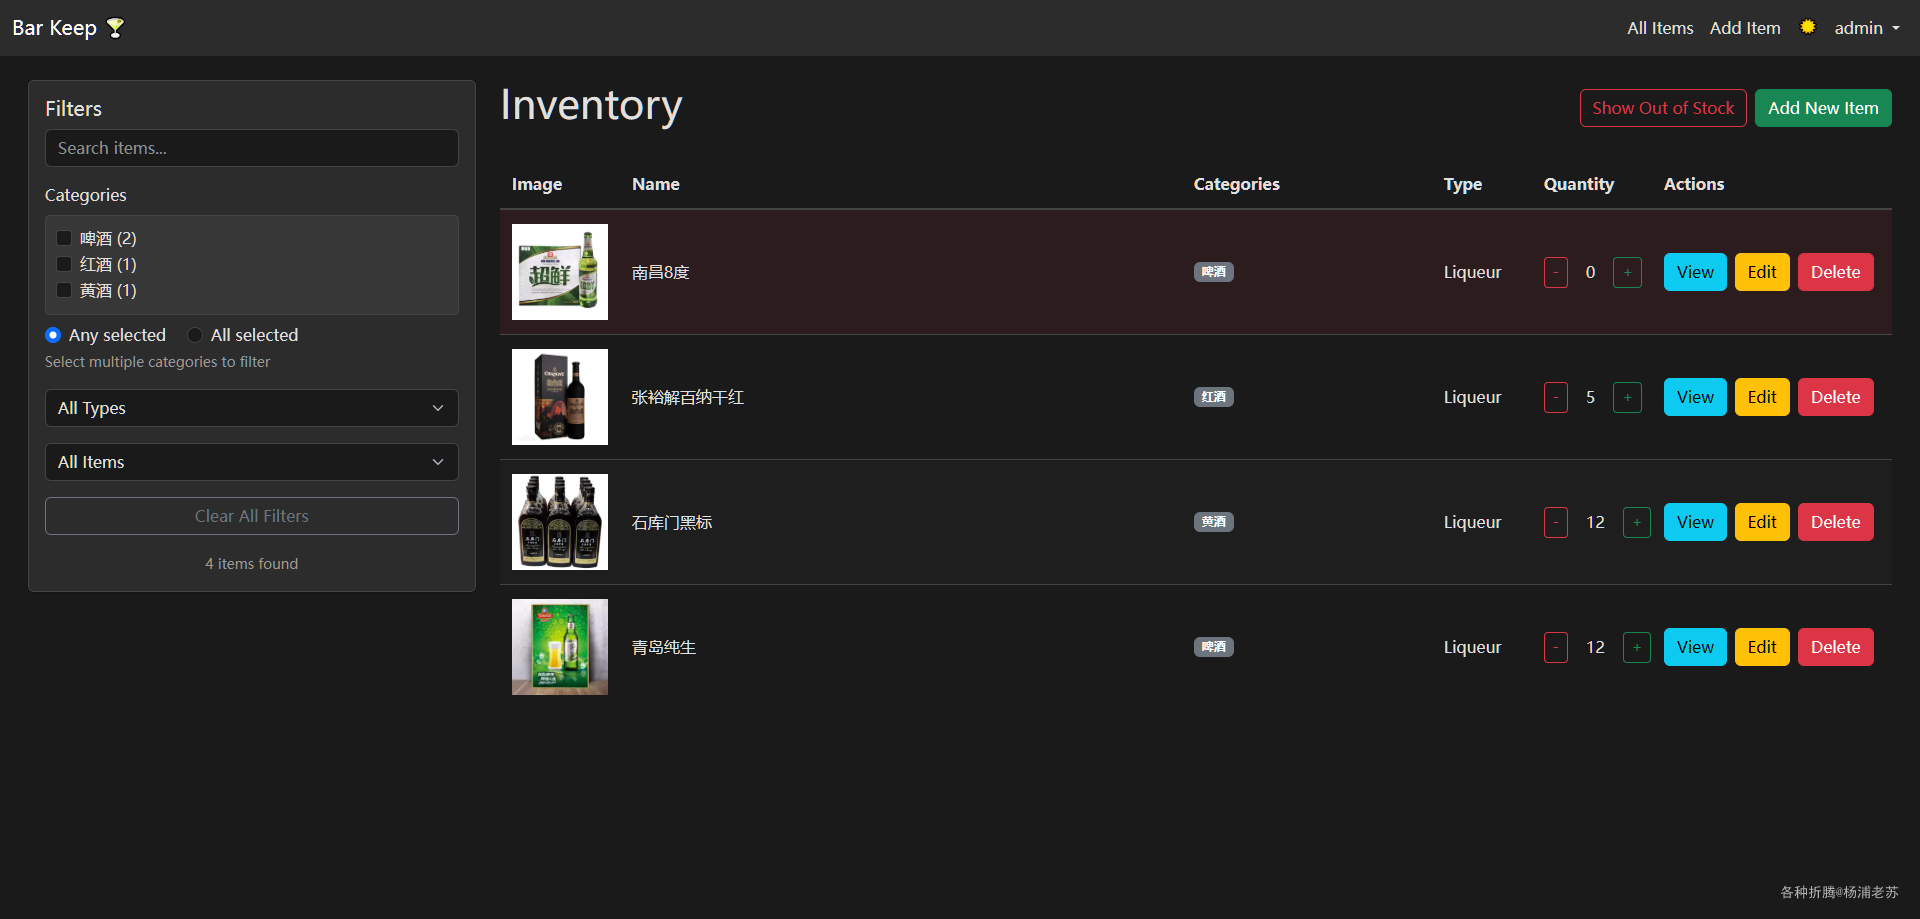 Bar Keep
All Items
Add Item
admin
Filters
Search items...
Categories
啤酒 (2)
红酒 (1)
黄酒 (1)
Any selected
All selected
Select multiple categories to filter
All Types
All Items
Clear All Filters
4 items found
Inventory
Show Out of Stock
Add New Item
Image Name Categories Type Quantity Actions
超鲜
南昌8度 啤酒 Liqueur - 0 + View Edit Delete
张裕解百纳干红 红酒 Liqueur - 5 + View Edit Delete
石库门黑标 黄酒 Liqueur - 12 + View Edit Delete
青岛纯生 啤酒 Liqueur - 12 + View Edit Delete
各种折腾@杨浦老苏